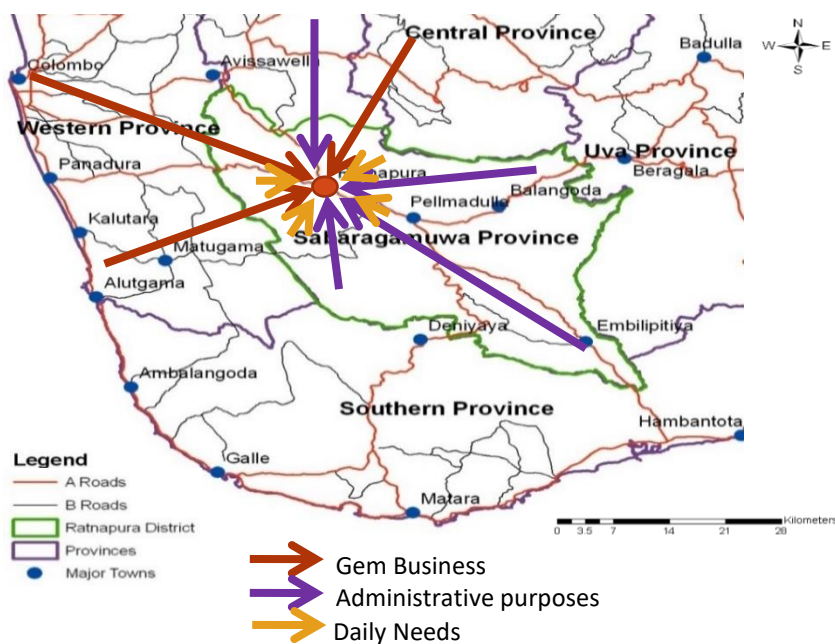 Central Province
N
W E
S
Badulla
Colombo
Avissawella
Western Province
Uva Province
Beragala
Panadura
Balangoda
Pellmadulla
Kalutara
Sabaragamuwa Province
Matugama
Alutgama
Deniyaya
Embilipitiya
Ambalangoda
Southern Province
Hambantota
Galle
Matara
Legend
A Roads
B Roads
Ratnapura District
Provinces
Major Towns
Kilometers
0 3.5 7 14 21 28
Gem Business
Administrative purposes
Daily Needs